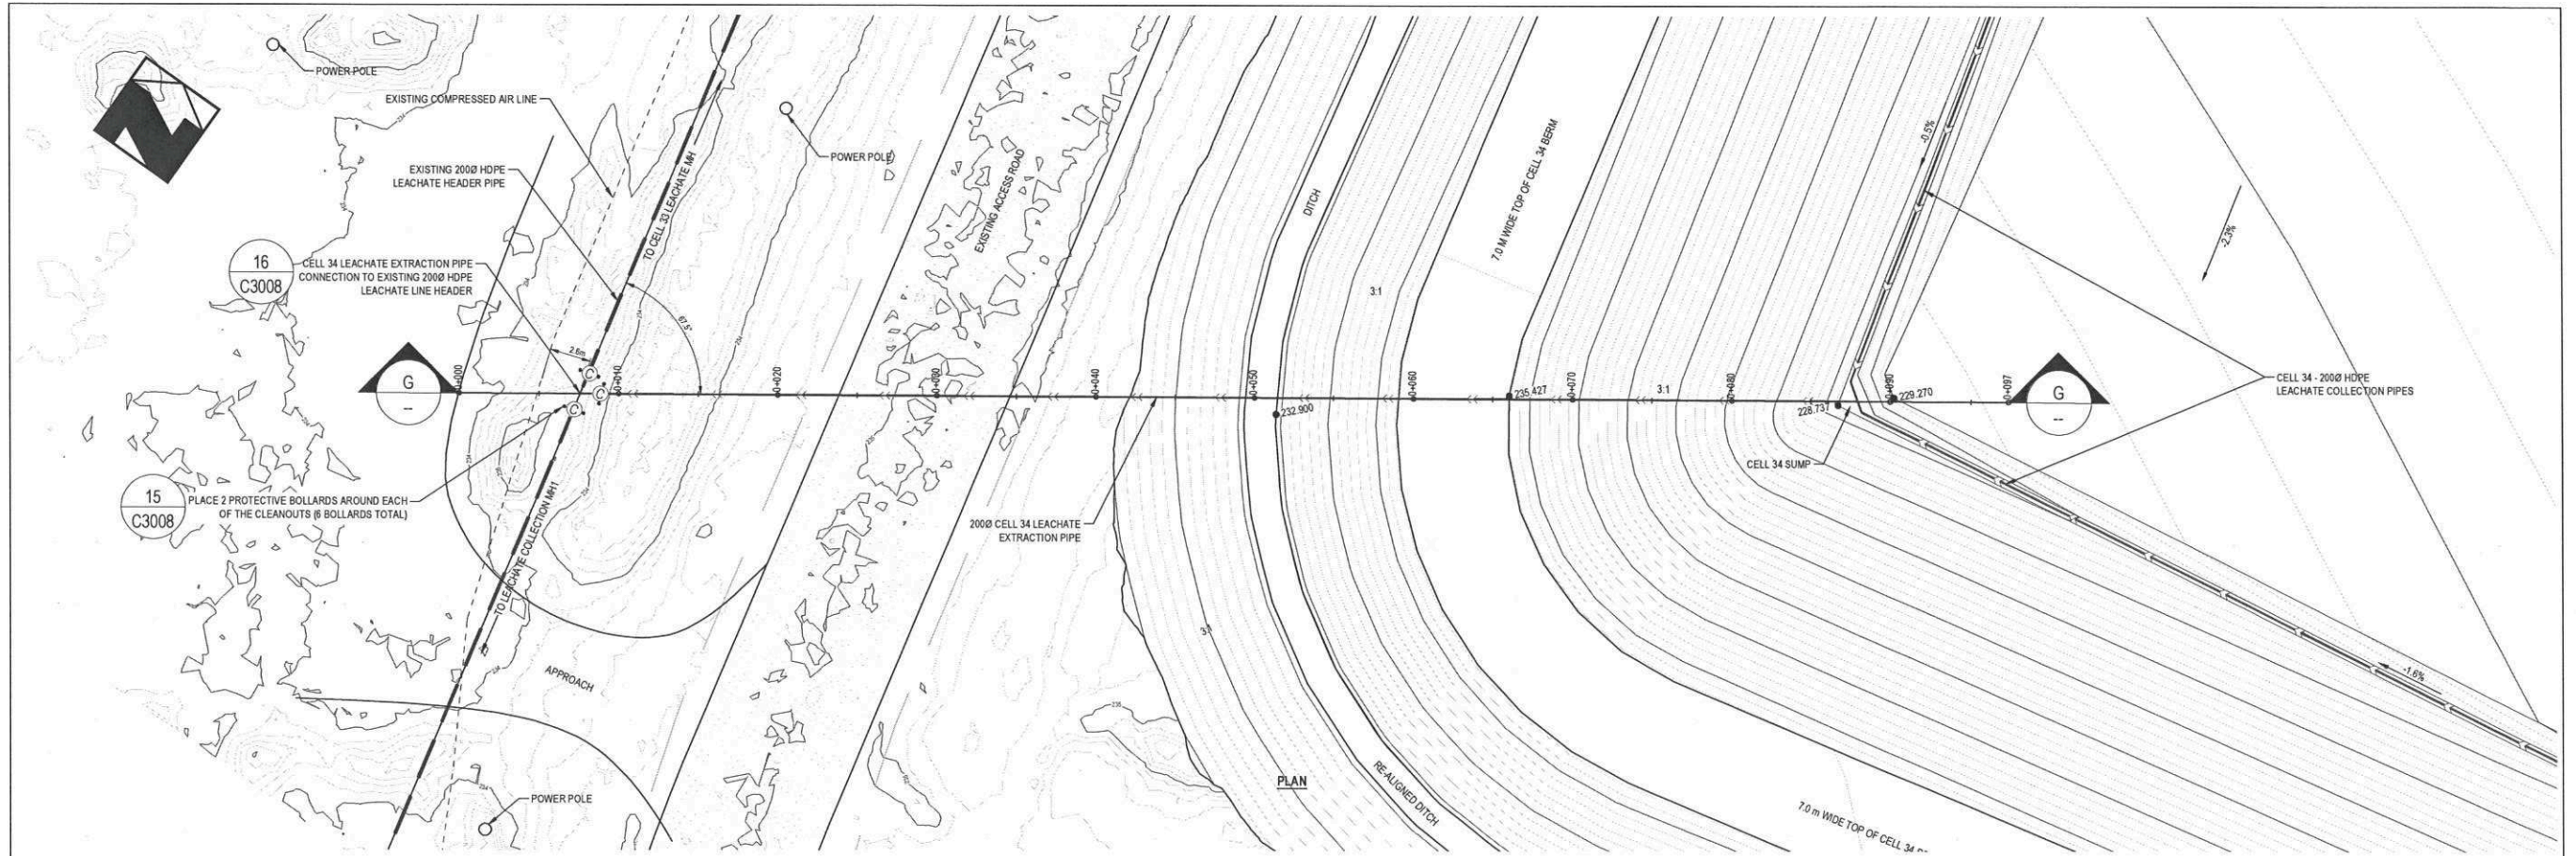 POWER POLE
EXISTING COMPRESSED AIR LINE
EXISTING 200Ø HDPE
LEACHATE HEADER PIPE
16
C3008
CELL 34 LEACHATE EXTRACTION PIPE
CONNECTION TO EXISTING 200Ø HDPE
LEACHATE LINE HEADER
TO CELL 33 LEACHATE MH
POWER POLE
EXISTING ACCESS ROAD
DITCH
7.0 M WIDE TOP OF CELL 34 BERM
3:1
-0.5%
-2.3%
67.5°
2.6m
G
--
0+000
C
C
C
0+010
0+020
0+030
0+040
0+050
232.900
0+060
235.427
0+070
3:1
0+080
228.737
0+090
229.270
0+097
G
--
CELL 34 - 200Ø HDPE
LEACHATE COLLECTION PIPES
CELL 34 SUMP
15
C3008
PLACE 2 PROTECTIVE BOLLARDS AROUND EACH
OF THE CLEANOUTS (6 BOLLARDS TOTAL)
TO LEACHATE COLLECTION MH1
200Ø CELL 34 LEACHATE
EXTRACTION PIPE
3:1
APPROACH
-1.6%
POWER POLE
PLAN
RE-ALIGNED DITCH
7.0 m WIDE TOP OF CELL 34